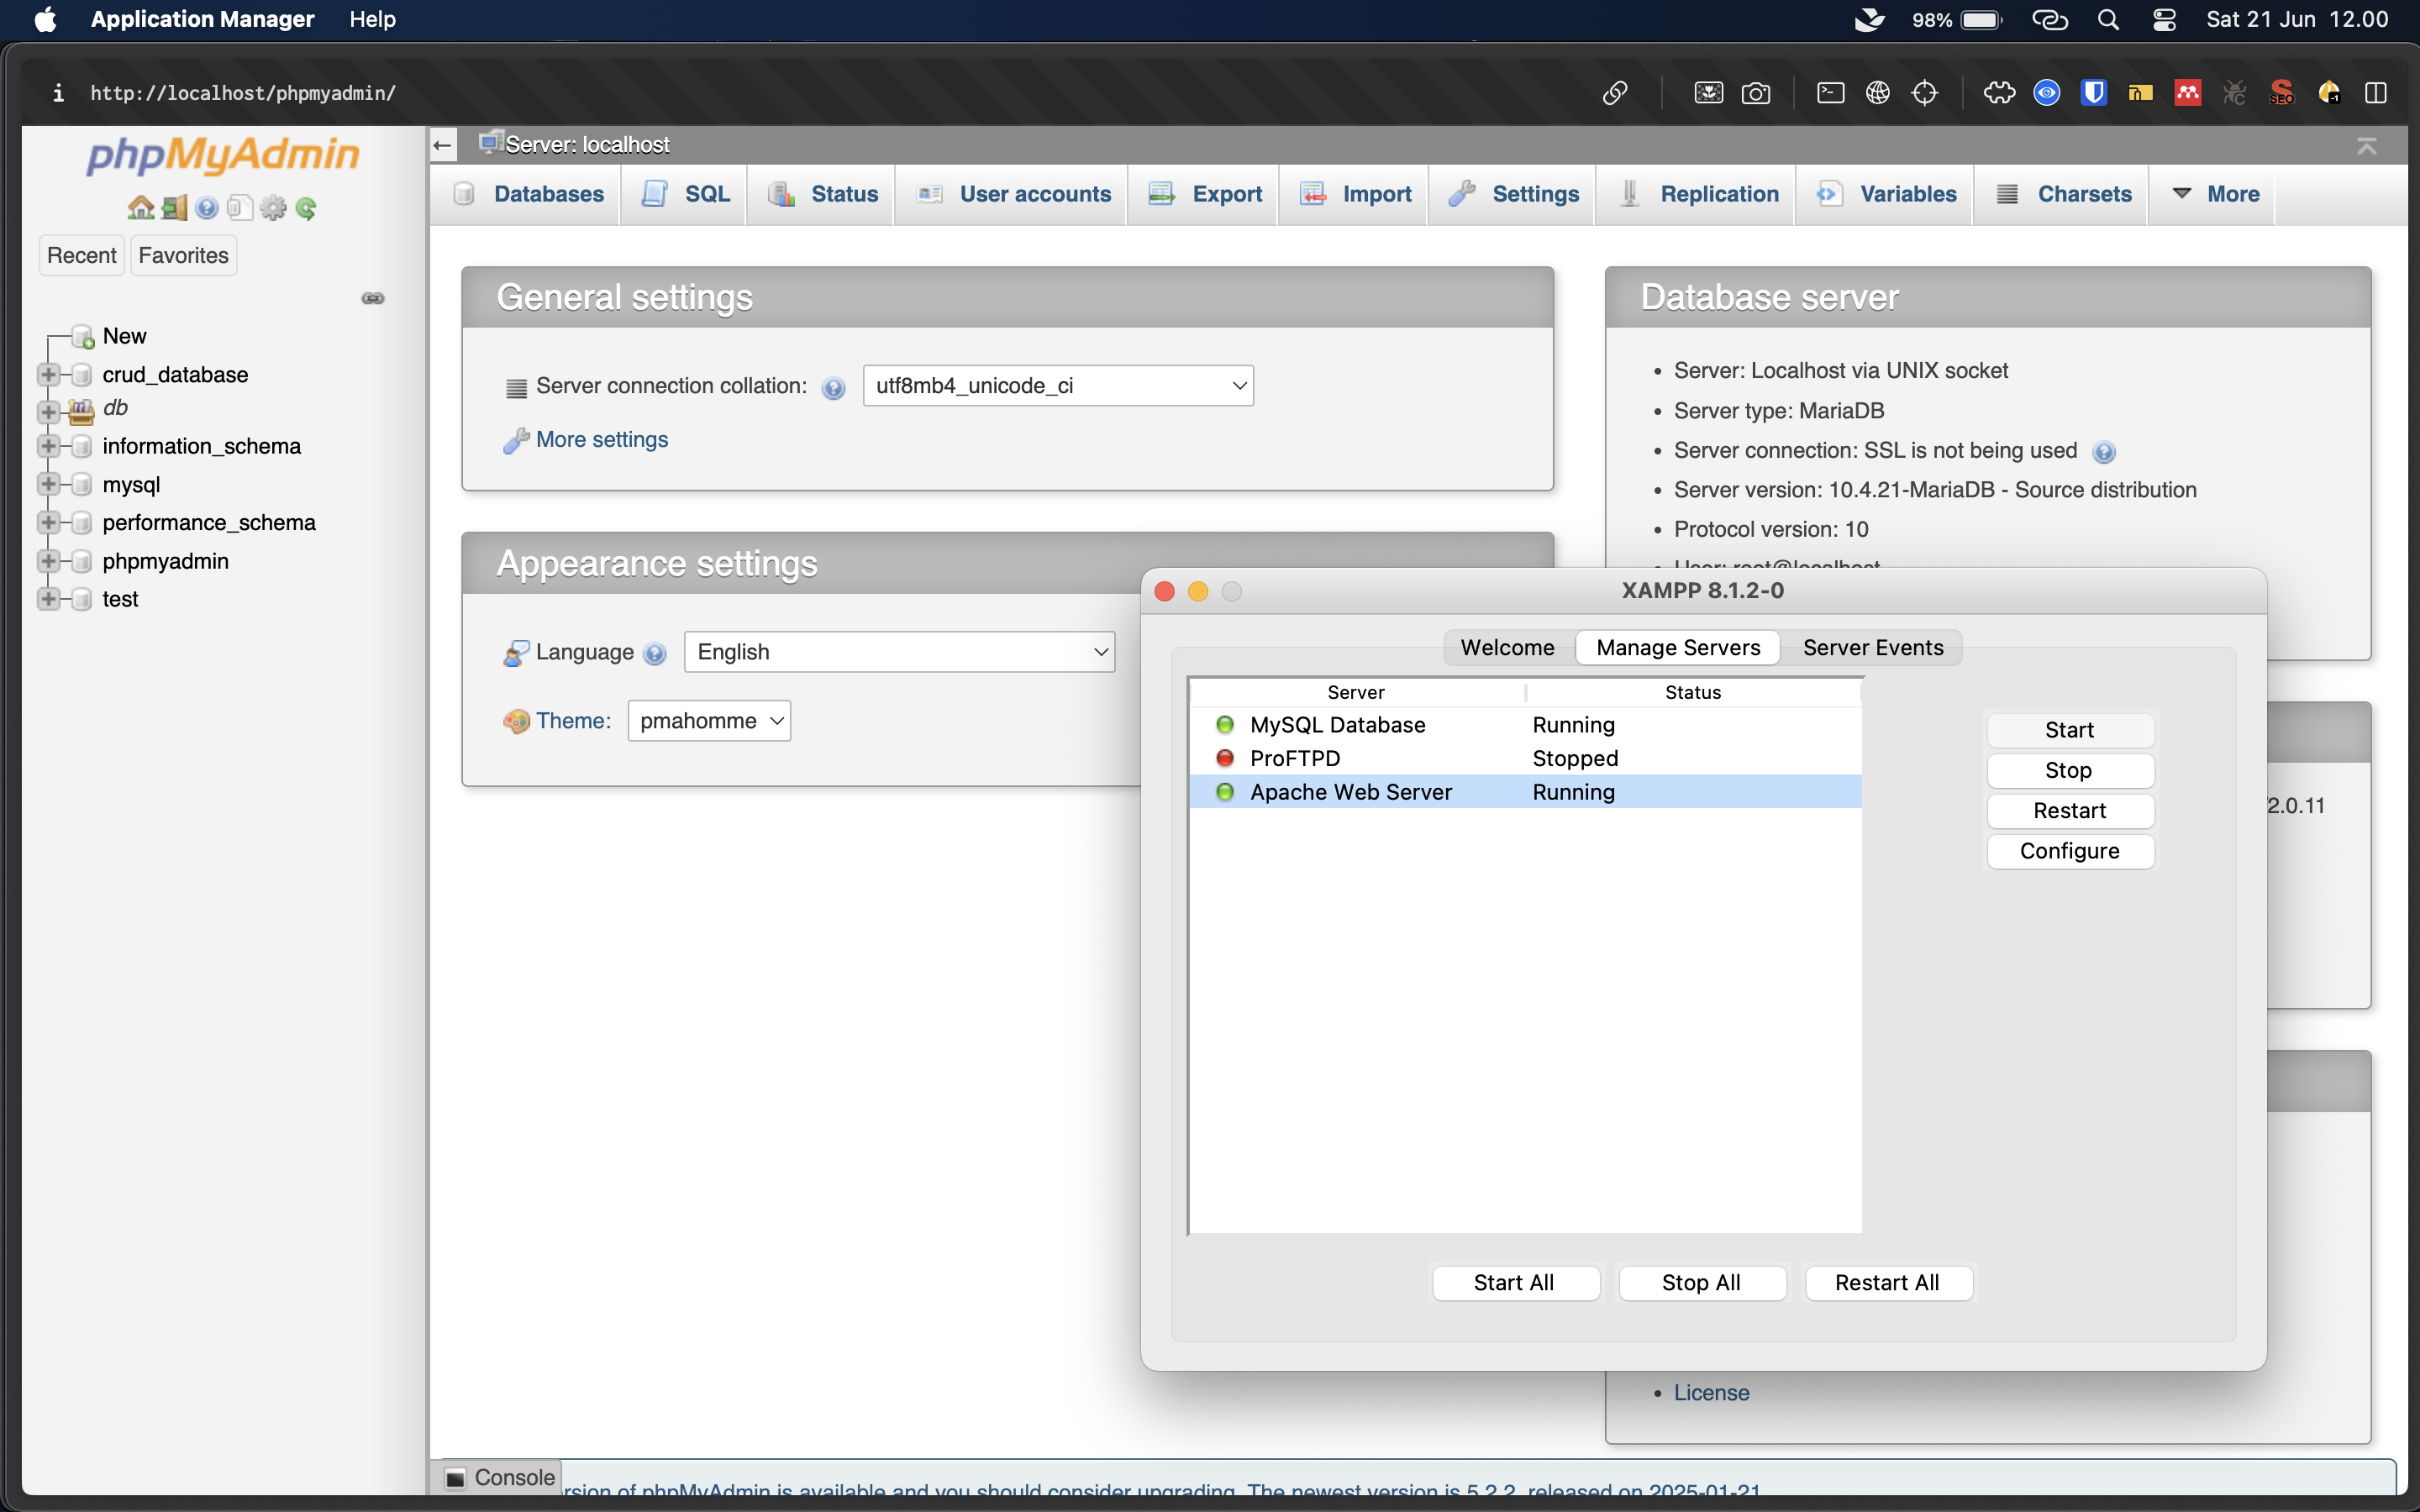 Application Manager Help 98% Sat 21 Jun 12.00
http://localhost/phpmyadmin/
phpMyAdmin
Recent Favorites
New
crud_database
db
information_schema
mysql
performance_schema
phpmyadmin
test
Server: localhost
Databases SQL Status User accounts Export Import Settings Replication Variables Charsets More
General settings
Server connection collation: utf8mb4_unicode_ci
More settings
Appearance settings
Language English
Theme: pmahomme
Database server
• Server: Localhost via UNIX socket
• Server type: MariaDB
• Server connection: SSL is not being used
• Server version: 10.4.21-MariaDB - Source distribution
• Protocol version: 10
• User: root@localhost
2.0.11
• License
XAMPP 8.1.2-0
Welcome Manage Servers Server Events
Server Status
MySQL Database Running
ProFTPD Stopped
Apache Web Server Running
Start
Stop
Restart
Configure
Start All Stop All Restart All
Console
rsion of phpMyAdmin is available and you should consider upgrading. The newest version is 5.2.2, released on 2025-01-21.